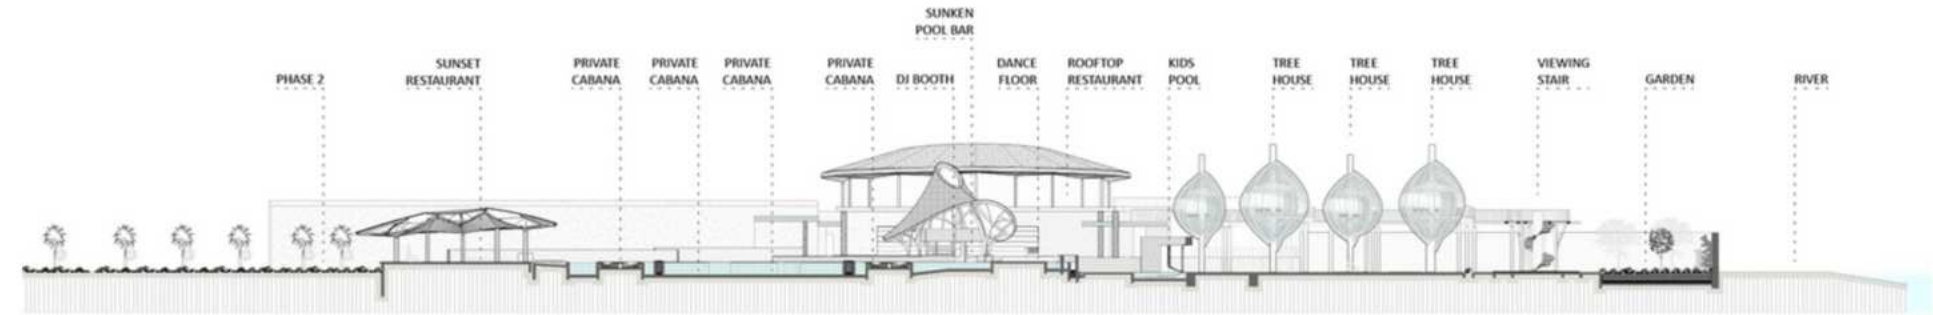 PHASE 2
SUNSET
RESTAURANT
PRIVATE
CABANA
PRIVATE
CABANA
PRIVATE
CABANA
PRIVATE
CABANA
DJ BOOTH
SUNKEN
POOL BAR
DANCE
FLOOR
ROOFTOP
RESTAURANT
KIDS
POOL
TREE
HOUSE
TREE
HOUSE
TREE
HOUSE
VIEWING
STAIR
GARDEN
RIVER